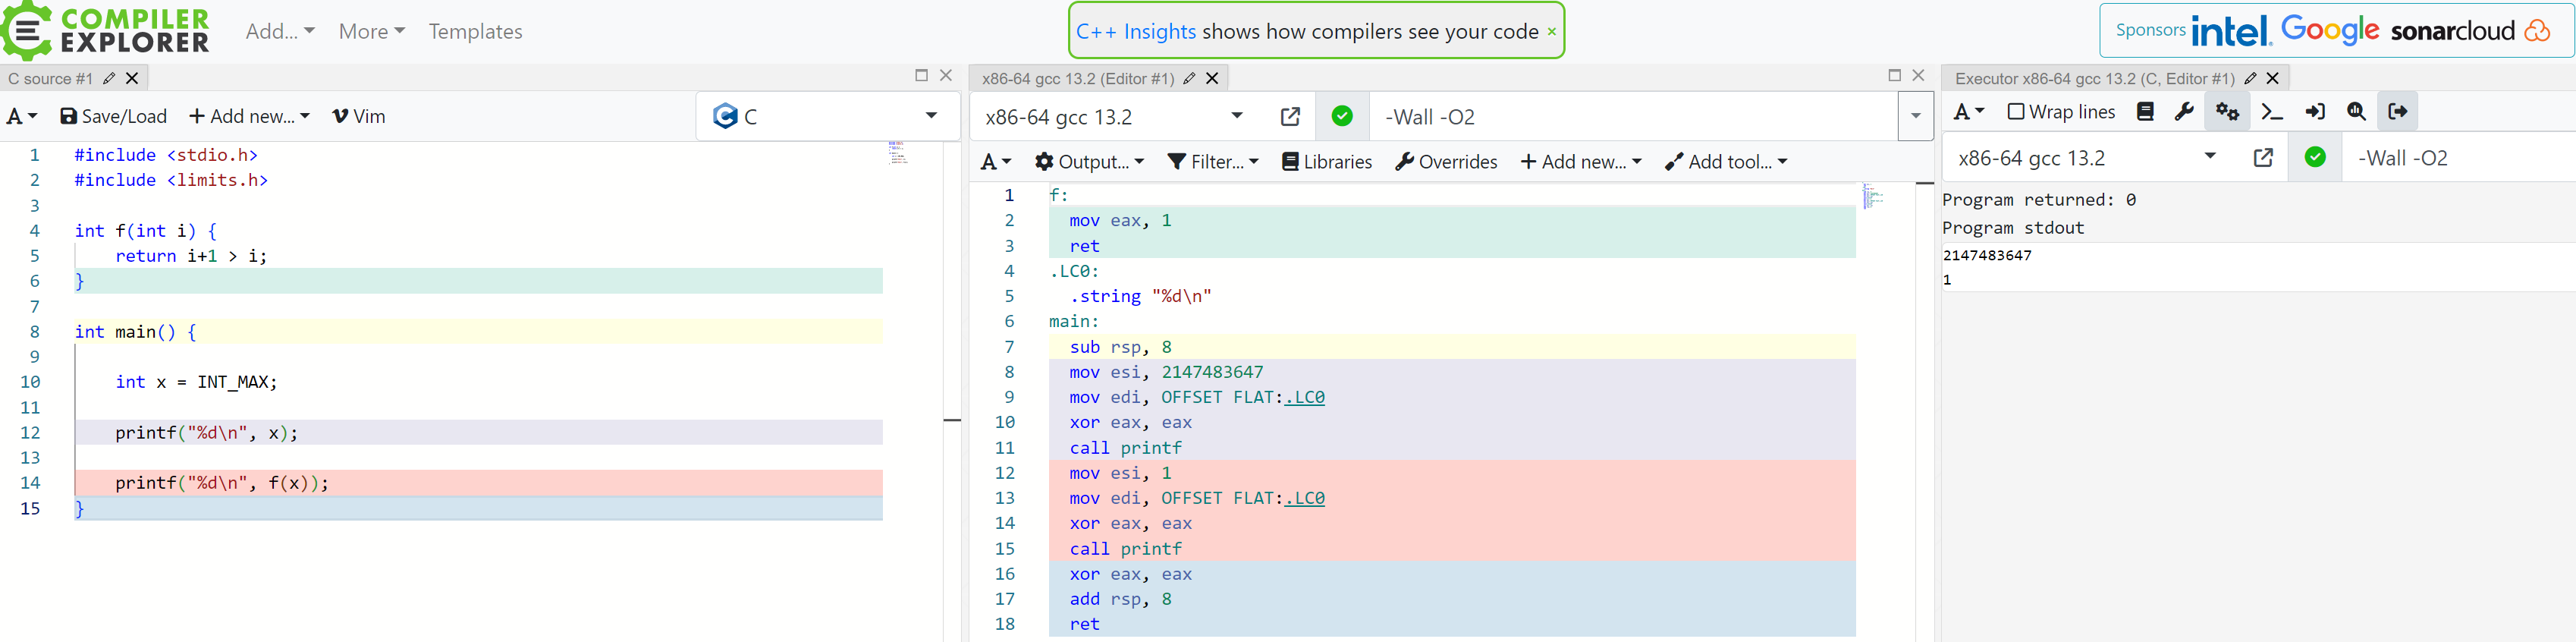 COMPILER
EXPLORER
Add... More Templates
C++ Insights shows how compilers see your code ×
Sponsors intel. Google sonarcloud
C source #1
A Save/Load + Add new... Vim
C
1 #include <stdio.h>
2 #include <limits.h>
3
4 int f(int i) {
5 return i+1 > i;
6 }
7
8 int main() {
9
10 int x = INT_MAX;
11
12 printf("%d\n", x);
13
14 printf("%d\n", f(x));
15 }
x86-64 gcc 13.2 (Editor #1)
x86-64 gcc 13.2 -Wall -O2
A Output... Filter... Libraries Overrides + Add new... Add tool...
1 f:
2 mov eax, 1
3 ret
4 .LC0:
5 .string "%d\n"
6 main:
7 sub rsp, 8
8 mov esi, 2147483647
9 mov edi, OFFSET FLAT:.LC0
10 xor eax, eax
11 call printf
12 mov esi, 1
13 mov edi, OFFSET FLAT:.LC0
14 xor eax, eax
15 call printf
16 xor eax, eax
17 add rsp, 8
18 ret
Executor x86-64 gcc 13.2 (C, Editor #1)
A Wrap lines
x86-64 gcc 13.2 -Wall -O2
Program returned: 0
Program stdout
2147483647
1